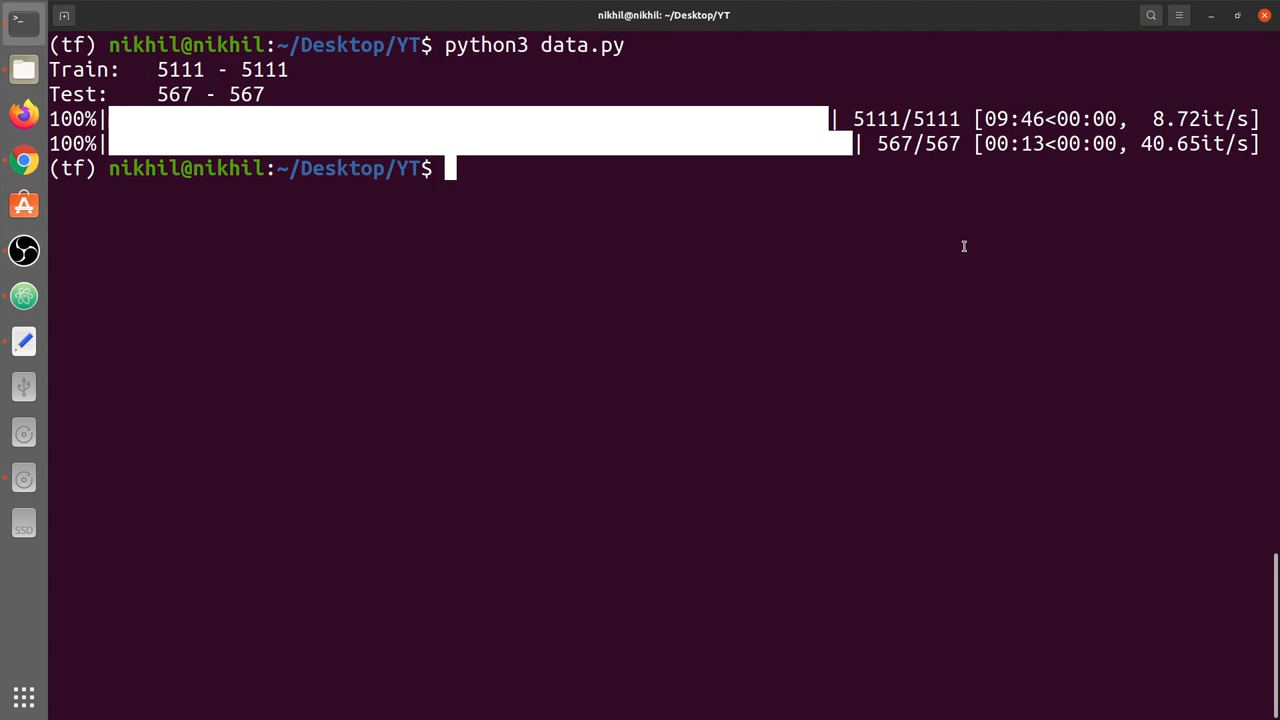 nikhil@nikhil: ~/Desktop/YT
(tf) nikhil@nikhil:~/Desktop/YT$ python3 data.py
Train:   5111 - 5111
Test:    567 - 567
100%|| 5111/5111 [09:46<00:00,  8.72it/s]
100%|| 567/567 [00:13<00:00, 40.65it/s]
(tf) nikhil@nikhil:~/Desktop/YT$
>_
A
SSD